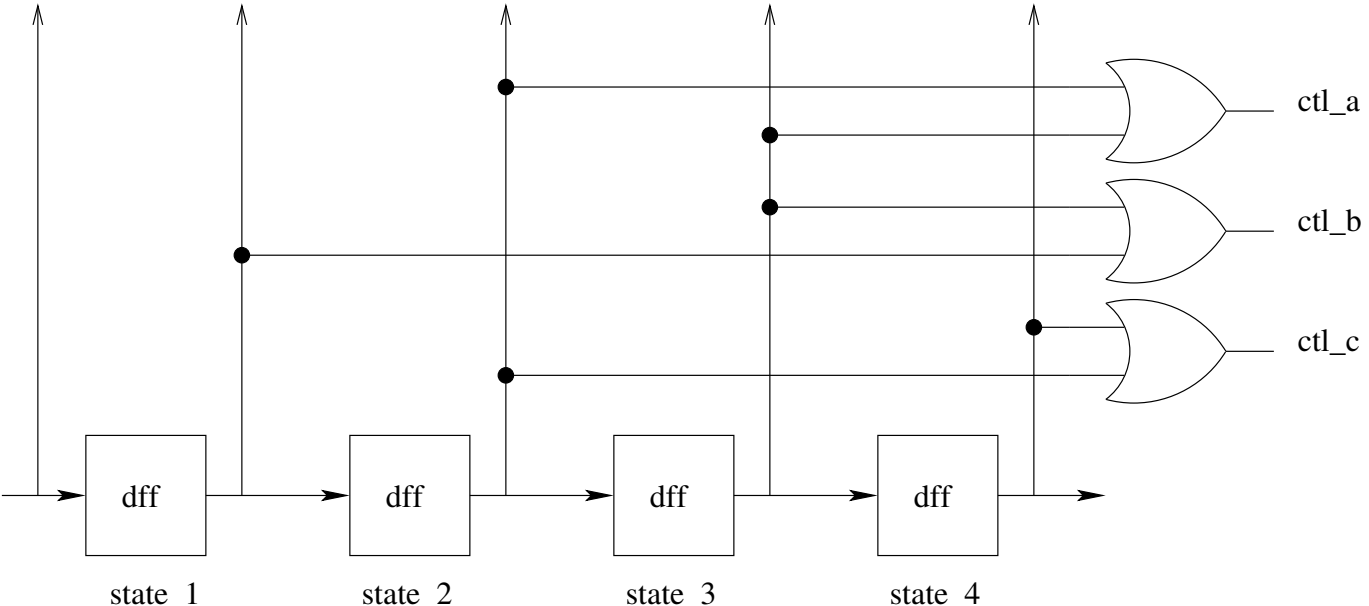 ctl_a
ctl_b
ctl_c
dff dff dff dff
state 1 state 2 state 3 state 4